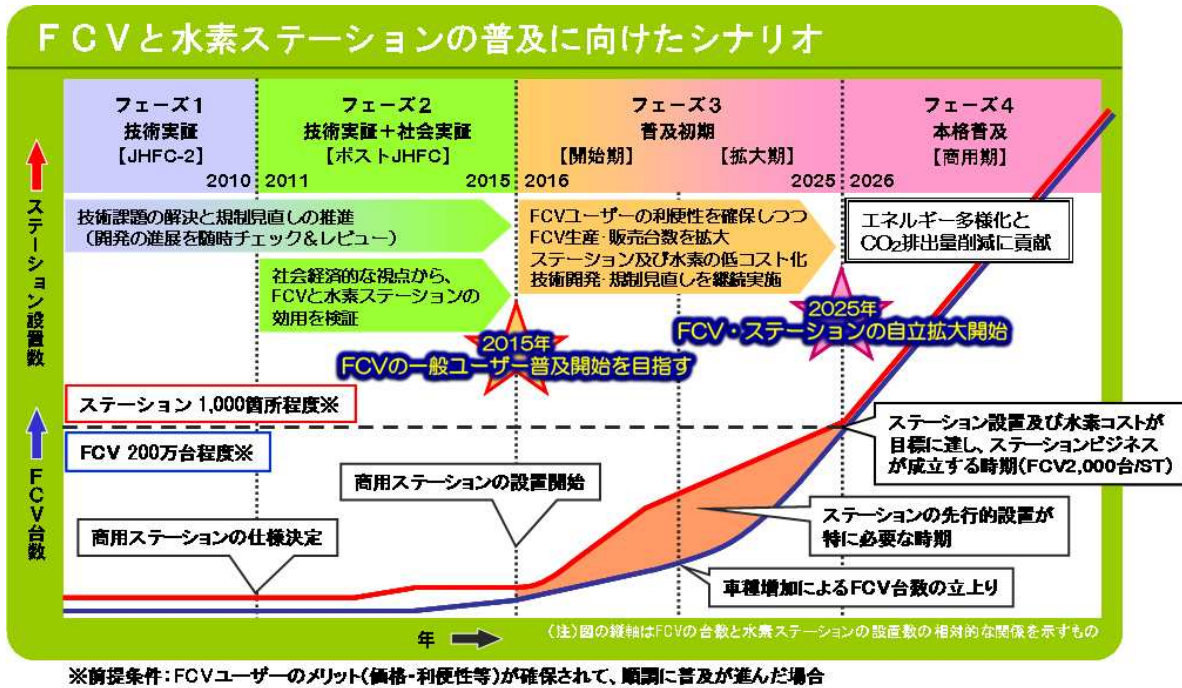 FCVと水素ステーションの普及に向けたシナリオ
フェーズ1
技術実証
【JHFC-2】
2010
フェーズ2
技術実証+社会実証
【ポストJHFC】
2011
2015
フェーズ3
普及初期
【開始期】
【拡大期】
2016
2025
フェーズ4
本格普及
【商用期】
2026
ステーション設置数
FCV台数
技術課題の解決と規制見直しの推進
(開発の進展を随時チェック&レビュー)
社会経済的な視点から、
FCVと水素ステーションの
効用を検証
FCVユーザーの利便性を確保しつつ
FCV生産・販売台数を拡大
ステーション及び水素の低コスト化
技術開発・規制見直しを継続実施
エネルギー多様化と
CO2排出量削減に貢献
2015年
FCVの一般ユーザー普及開始を目指す
2025年
FCV・ステーションの自立拡大開始
ステーション 1,000箇所程度※
FCV 200万台程度※
ステーション設置及び水素コストが
目標に達し、ステーションビジネス
が成立する時期(FCV2,000台/ST)
商用ステーションの設置開始
商用ステーションの仕様決定
ステーションの先行的設置が
特に必要な時期
車種増加によるFCV台数の立上り
年
(注)図の縦軸はFCVの台数と水素ステーションの設置数の相対的な関係を示すもの
※前提条件:FCVユーザーのメリット(価格・利便性等)が確保されて、順調に普及が進んだ場合